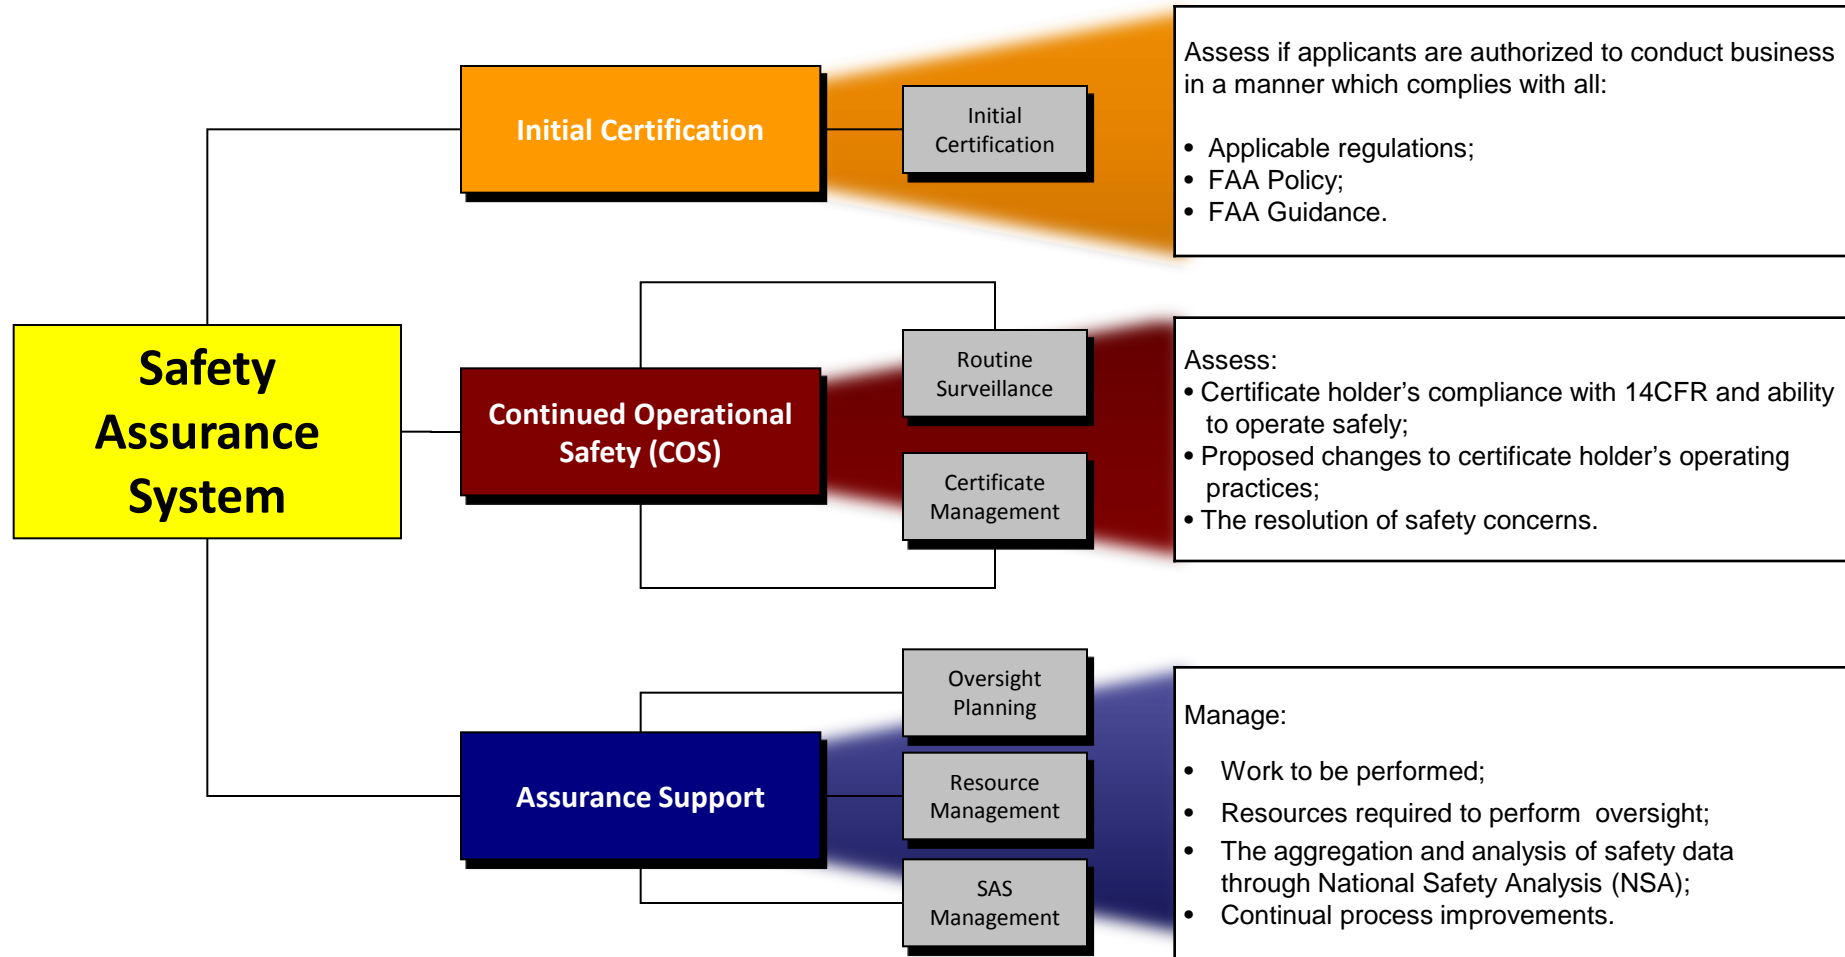 Safety
Assurance
System
Initial Certification
Initial
Certification
Assess if applicants are authorized to conduct business
in a manner which complies with all:
• Applicable regulations;
• FAA Policy;
• FAA Guidance.
Continued Operational
Safety (COS)
Routine
Surveillance
Certificate
Management
Assess:
• Certificate holder’s compliance with 14CFR and ability
to operate safely;
• Proposed changes to certificate holder’s operating
practices;
• The resolution of safety concerns.
Assurance Support
Oversight
Planning
Resource
Management
SAS
Management
Manage:
• Work to be performed;
• Resources required to perform oversight;
• The aggregation and analysis of safety data
through National Safety Analysis (NSA);
• Continual process improvements.